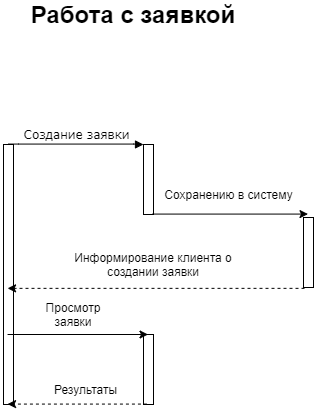 Работа с заявкой
Создание заявки
Сохранению в систему
Информирование клиента о
создании заявки
Просмотр
заявки
Результаты